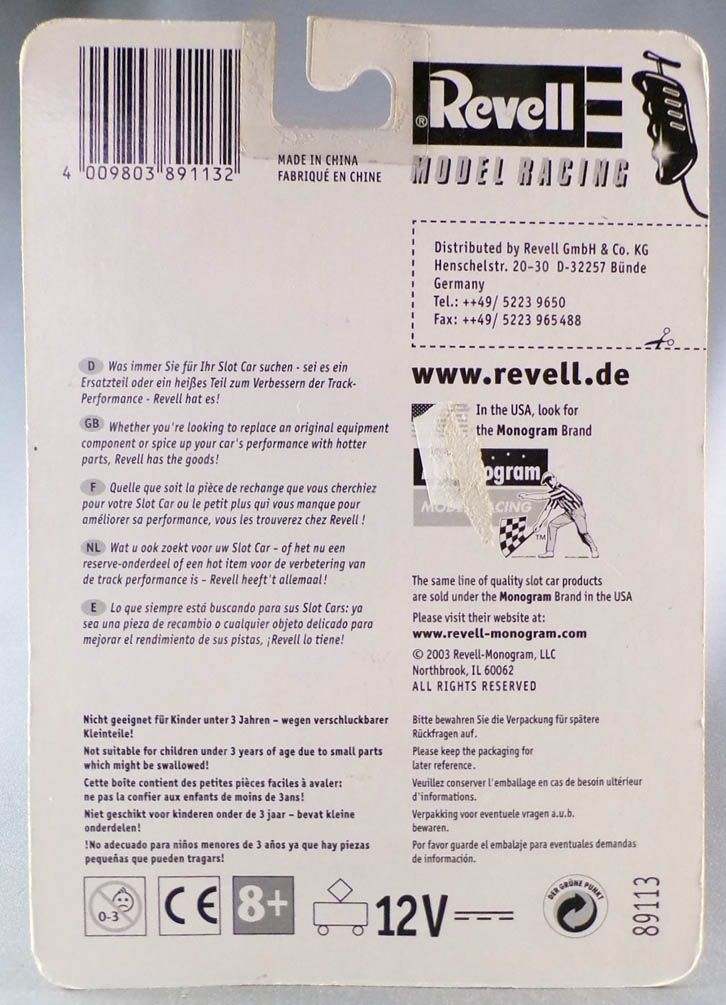 4 009803 891132
MADE IN CHINA
FABRIQUÉ EN CHINE
® Revell
MODEL RACING
Distributed by Revell GmbH & Co. KG
Henschelstr. 20-30 D-32257 Bünde
Germany
Tel.: ++49/ 5223 9650
Fax: ++49/ 5223 965488
D Was immer Sie für Ihr Slot Car suchen - sei es ein
Ersatzteil oder ein heißes Teil zum Verbessern der Track-
Performance - Revell hat es!
GB Whether you're looking to replace an original equipment
component or spice up your car's performance with hotter
parts, Revell has the goods!
F Quelle que soit la pièce de rechange que vous cherchiez
pour votre Slot Car ou le petit plus qui vous manque pour
améliorer sa performance, vous les trouverez chez Revell !
NL Wat u ook zoekt voor uw Slot Car - of het nu een
reserve-onderdeel of een hot item voor de verbetering van
de track performance is - Revell heeft't allemaal!
E Lo que siempre está buscando para sus Slot Cars: ya
sea una pieza de recambio o cualquier objeto delicado para
mejorar el rendimiento de sus pistas, ¡Revell lo tiene!
www.revell.de
In the USA, look for
the Monogram Brand
ogram
MODEL RACING
TM
The same line of quality slot car products
are sold under the Monogram Brand in the USA
Please visit their website at:
www.revell-monogram.com
© 2003 Revell-Monogram, LLC
Northbrook, IL 60062
ALL RIGHTS RESERVED
Nicht geeignet für Kinder unter 3 Jahren - wegen verschluckbarer
Kleinteile!
Not suitable for children under 3 years of age due to small parts
which might be swallowed!
Cette boîte contient des petites pièces faciles à avaler:
ne pas la confier aux enfants de moins de 3ans!
Niet geschikt voor kinderen onder de 3 jaar - bevat kleine
onderdelen!
!No adecuado para niños menores de 3 años ya que hay piezas
pequeñas que pueden tragars!
Bitte bewahren Sie die Verpackung für spätere
Rückfragen auf.
Please keep the packaging for
later reference.
Veuillez conserver l'emballage en cas de besoin ultérieur
d'informations.
Verpakking voor eventuele vragen a.u.b.
bewaren.
Por favor guarde el embalaje para eventuales demandas
de información.
0-3
CE
8+
12V
DER GRÜNE PUNKT
89113